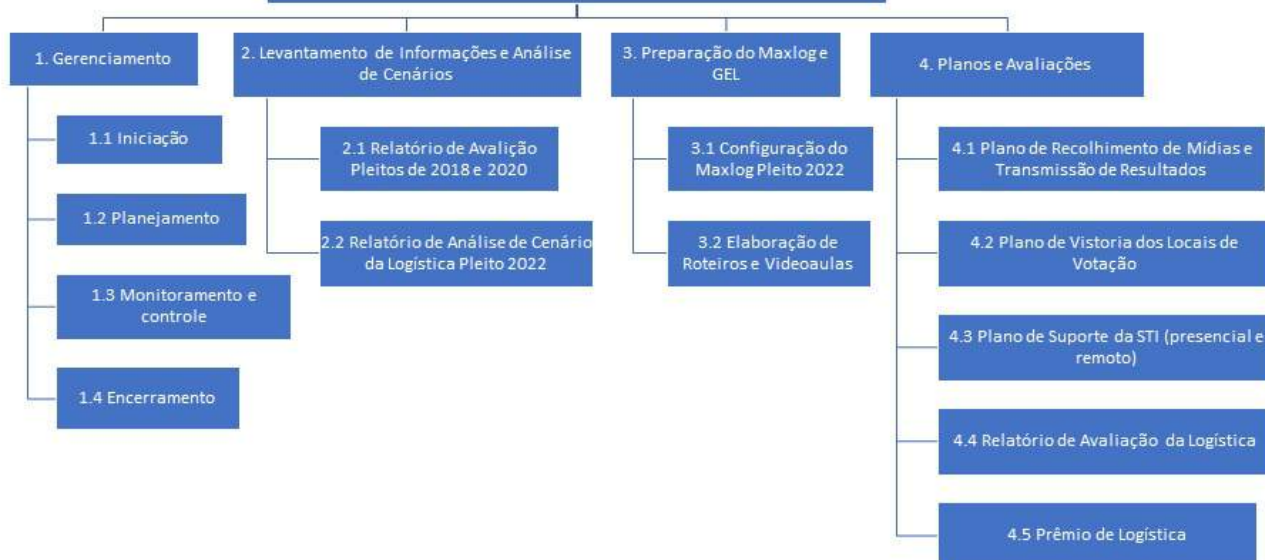 1. Gerenciamento
1.1 Iniciação
1.2 Planejamento
1.3 Monitoramento e
controle
1.4 Encerramento
2. Levantamento de Informações e Análise
de Cenários
2.1 Relatório de Avalição
Pleitos de 2018 e 2020
2.2 Relatório de Análise de Cenário
da Logística Pleito 2022
3. Preparação do Maxlog e
GEL
3.1 Configuração do
Maxlog Pleito 2022
3.2 Elaboração de
Roteiros e Videoaulas
4. Planos e Avaliações
4.1 Plano de Recolhimento de Mídias e
Transmissão de Resultados
4.2 Plano de Vistoria dos Locais de
Votação
4.3 Plano de Suporte da STI (presencial e
remoto)
4.4 Relatório de Avaliação da Logística
4.5 Prêmio de Logística